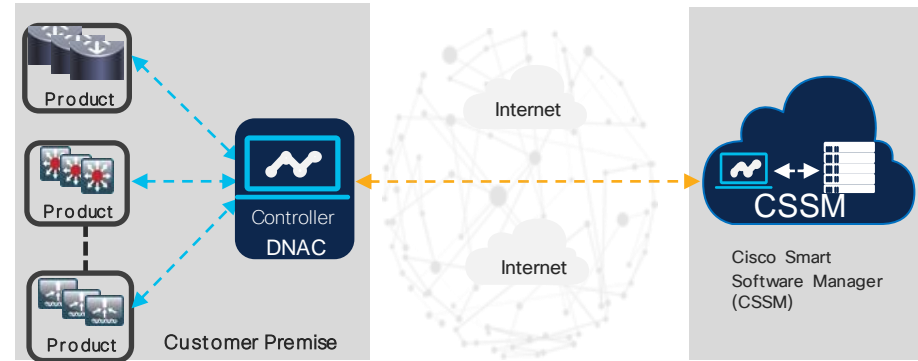 Product
Product
Product
Controller
DNAC
Customer Premise
Internet
Internet
CSSM
Cisco Smart
Software Manager
(CSSM)